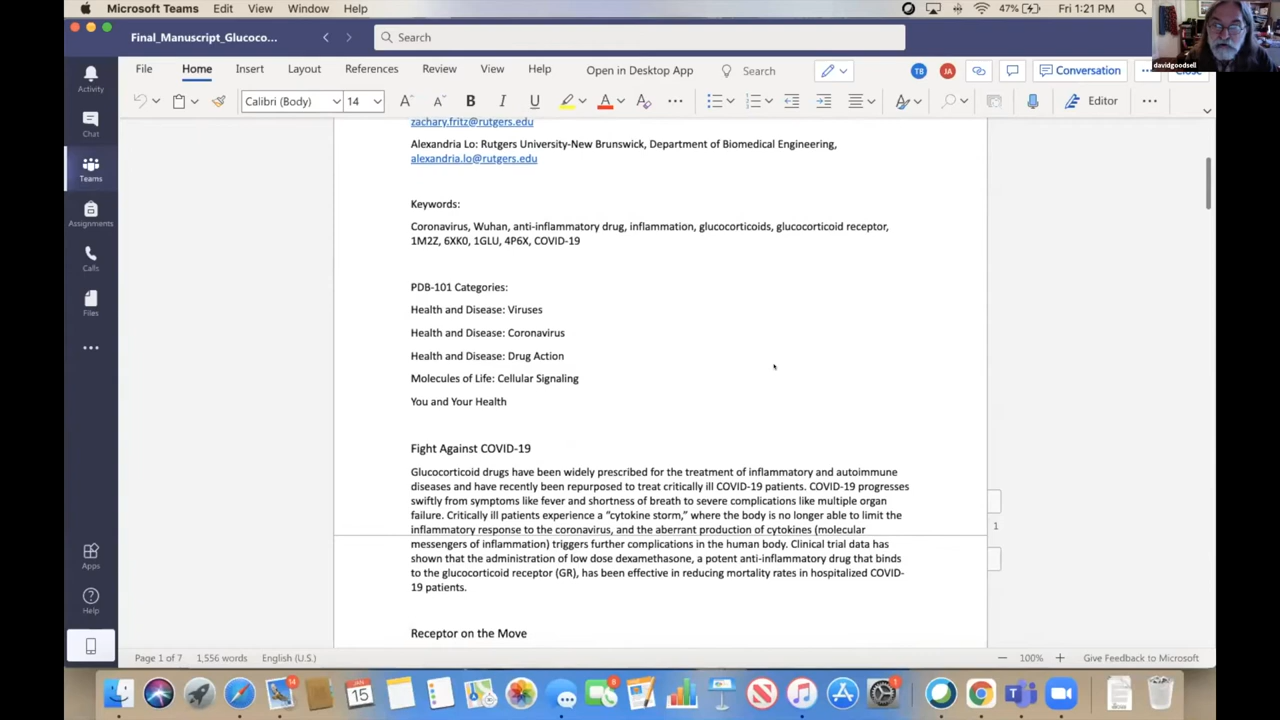 Microsoft Teams Edit View Window Help
47% Fri 1:21 PM
Final_Manuscript_Glucoco...
Search
davidgoodsell
Close
File Home Insert Layout References Review View Help Open in Desktop App Search TB JA Conversation
Calibri (Body) 14 B I U A Editor
Activity
Chat
Teams
Assignments
Calls
Files
Apps
Help
zachary.fritz@rutgers.edu
Alexandria Lo: Rutgers University-New Brunswick, Department of Biomedical Engineering,
alexandria.lo@rutgers.edu
Keywords:
Coronavirus, Wuhan, anti-inflammatory drug, inflammation, glucocorticoids, glucocorticoid receptor,
1M2Z, 6XK0, 1GLU, 4P6X, COVID-19
PDB-101 Categories:
Health and Disease: Viruses
Health and Disease: Coronavirus
Health and Disease: Drug Action
Molecules of Life: Cellular Signaling
You and Your Health
Fight Against COVID-19
Glucocorticoid drugs have been widely prescribed for the treatment of inflammatory and autoimmune
diseases and have recently been repurposed to treat critically ill COVID-19 patients. COVID-19 progresses
swiftly from symptoms like fever and shortness of breath to severe complications like multiple organ
failure. Critically ill patients experience a “cytokine storm,” where the body is no longer able to limit the
inflammatory response to the coronavirus, and the aberrant production of cytokines (molecular
messengers of inflammation) triggers further complications in the human body. Clinical trial data has
shown that the administration of low dose dexamethasone, a potent anti-inflammatory drug that binds
to the glucocorticoid receptor (GR), has been effective in reducing mortality rates in hospitalized COVID-
19 patients.
1
Receptor on the Move
Page 1 of 7 1,556 words English (U.S.) 100% Give Feedback to Microsoft
14 JAN 15 8 1